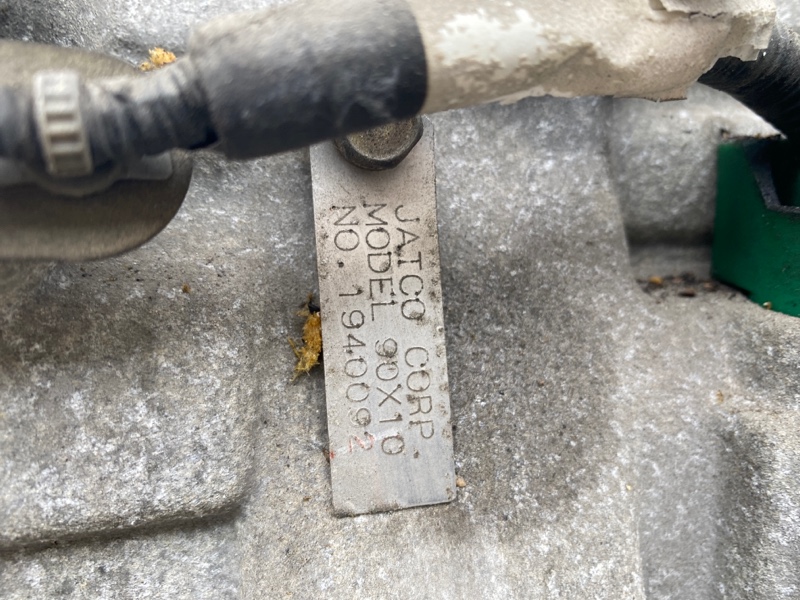 JATCO CORP
MODEL 90X10
NO. 1940092